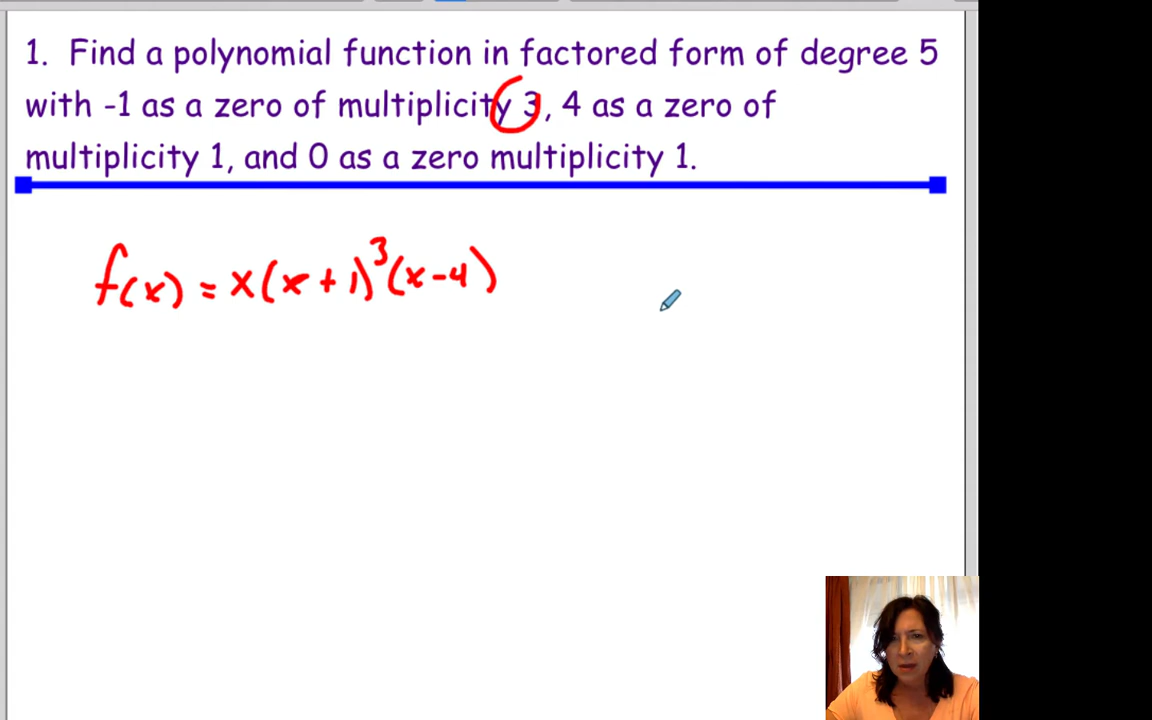 1. Find a polynomial function in factored form of degree 5
with -1 as a zero of multiplicity 3, 4 as a zero of
multiplicity 1, and 0 as a zero multiplicity 1.
f(x) = x(x+1)³(x-4)